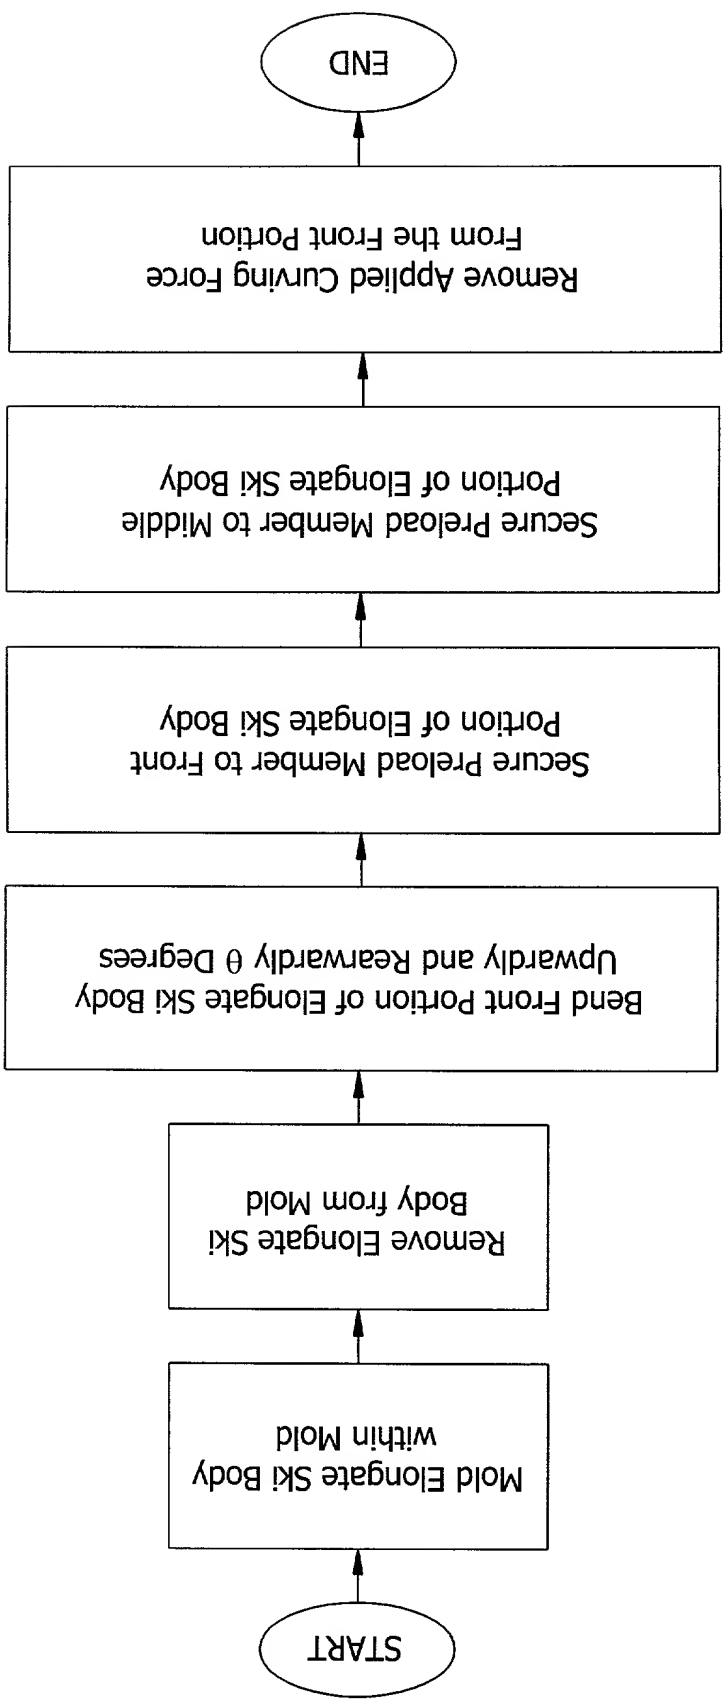 START
Mold Elongate Ski Body
within Mold
Remove Elongate Ski
Body from Mold
Bend Front Portion of Elongate Ski Body
Upwardly and Rearwardly θ Degrees
Secure Preload Member to Front
Portion of Elongate Ski Body
Secure Preload Member to Middle
Portion of Elongate Ski Body
Remove Applied Curving Force
From the Front Portion
END